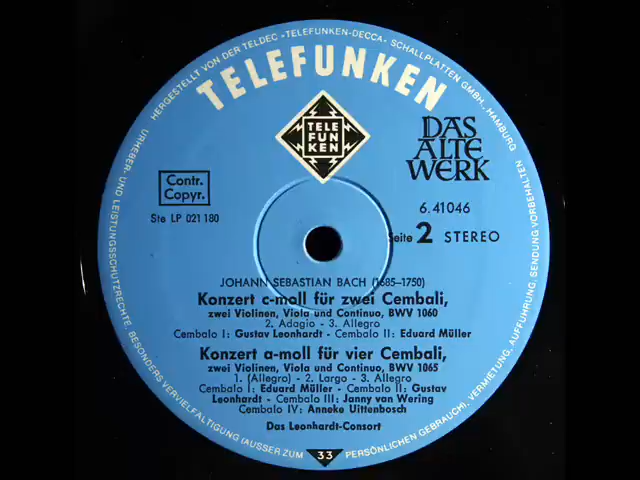 HERGESTELLT VON DER TELDEC »TELEFUNKEN-DECCA« SCHALLPLATTEN GMBH., HAMBURG
TELEFUNKEN
TELE
FUN
KEN
DAS
ALTE
WERK
Contr.
Copyr.
Ste LP 021 180
6.41046
Seite 2 STEREO
JOHANN SEBASTIAN BACH (1685–1750)
Konzert c-moll für zwei Cembali,
zwei Violinen, Viola und Continuo, BWV 1060
2. Adagio - 3. Allegro
Cembalo I: Gustav Leonhardt - Cembalo II: Eduard Müller
Konzert a-moll für vier Cembali,
zwei Violinen, Viola und Continuo, BWV 1065
1. (Allegro) - 2. Largo - 3. Allegro
Cembalo I: Eduard Müller - Cembalo II: Gustav
Leonhardt - Cembalo III: Janny van Wering
Cembalo IV: Anneke Uittenbosch
Das Leonhardt-Consort
URHEBER- UND LEISTUNGSSCHUTZRECHTE, BESONDERS VERVIELFÄLTIGUNG (AUSSER ZUM
33
PERSÖNLICHEN GEBRAUCH), VERMIETUNG, AUFFÜHRUNG, SENDUNG VORBEHALTEN